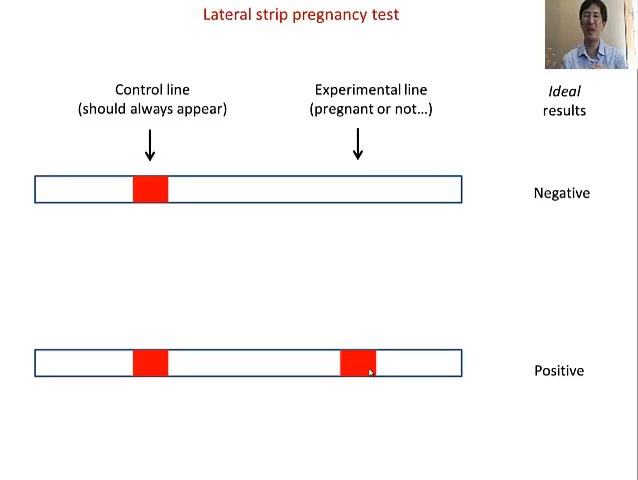 Lateral strip pregnancy test
Control line
(should always appear)
Experimental line
(pregnant or not…)
Ideal
results
Negative
Positive